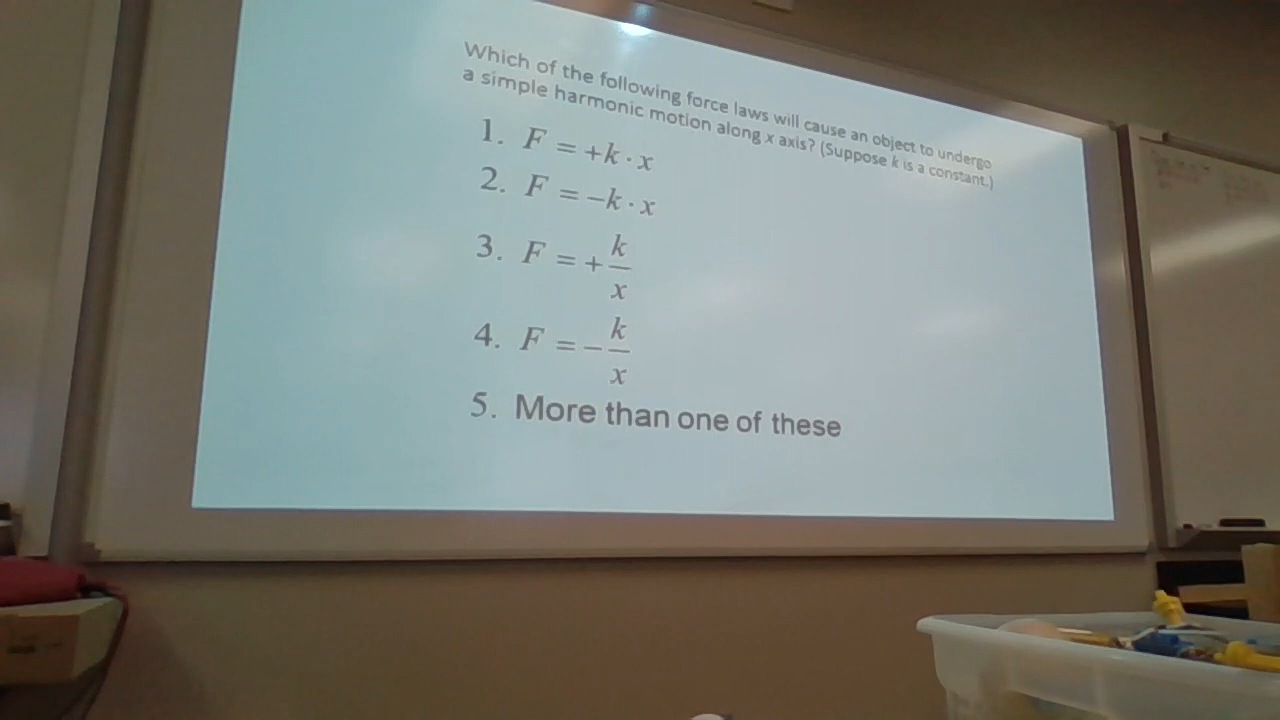 Which of the following force laws will cause an object to undergo
a simple harmonic motion along x axis? (Suppose k is a constant.)
1. F = +k · x
2. F = −k · x
3. F = + k/x
4. F = − k/x
5. More than one of these